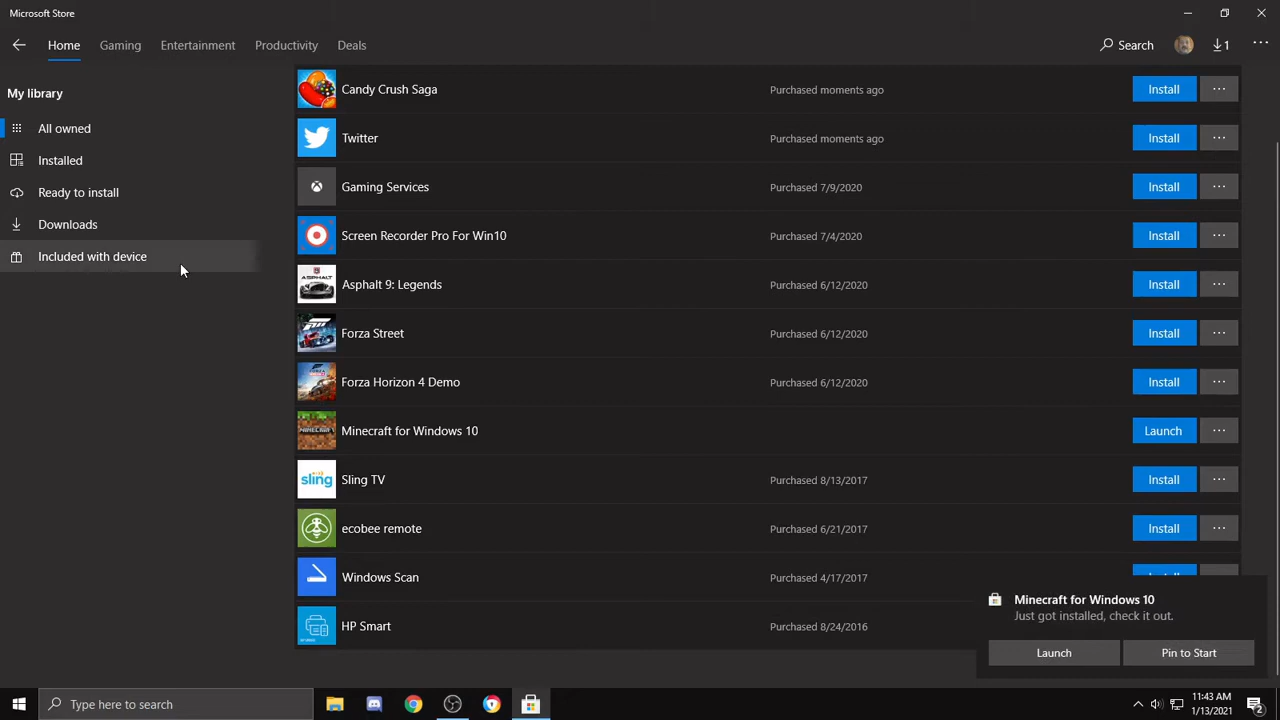 Microsoft Store
Home Gaming Entertainment Productivity Deals Search 1
My library
All owned
Installed
Ready to install
Downloads
Included with device
Candy Crush Saga Purchased moments ago Install
Twitter Purchased moments ago Install
Gaming Services Purchased 7/9/2020 Install
Screen Recorder Pro For Win10 Purchased 7/4/2020 Install
ASPHALT Asphalt 9: Legends Purchased 6/12/2020 Install
Forza Street Purchased 6/12/2020 Install
Forza Horizon 4 Demo Purchased 6/12/2020 Install
MINECRAFT Minecraft for Windows 10 Launch
sling Sling TV Purchased 8/13/2017 Install
ecobee remote Purchased 6/21/2017 Install
Windows Scan Purchased 4/17/2017
HP Smart Purchased 8/24/2016
Minecraft for Windows 10
Just got installed, check it out.
Launch Pin to Start
Type here to search
11:43 AM
1/13/2021
2